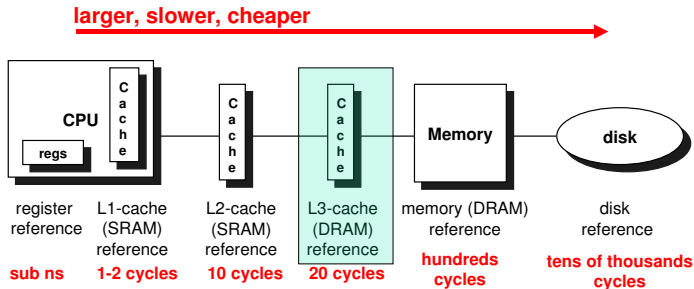 larger, slower, cheaper
CPU
Cache
regs
Cache
Cache
Memory
disk
register
reference
L1-cache
(SRAM)
reference
L2-cache
(SRAM)
reference
L3-cache
(DRAM)
reference
memory (DRAM)
reference
disk
reference
sub ns
1-2 cycles
10 cycles
20 cycles
hundreds
cycles
tens of thousands
cycles